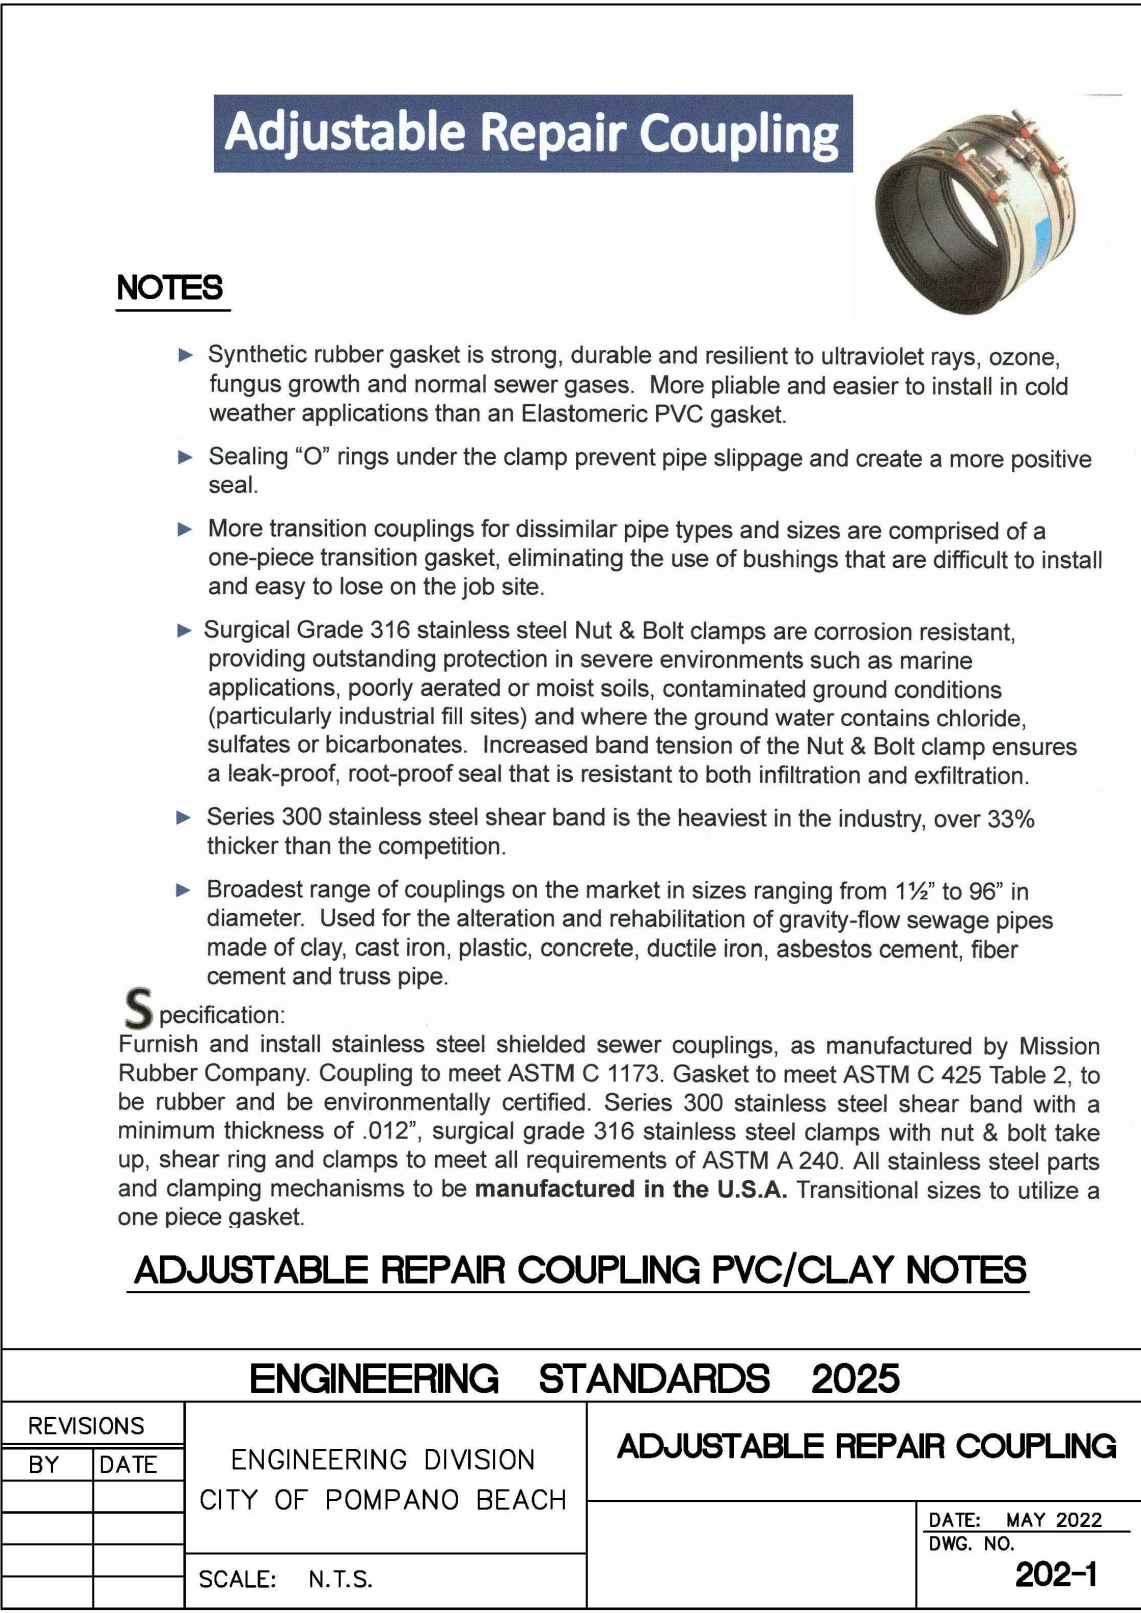 Adjustable Repair Coupling
NOTES
► Synthetic rubber gasket is strong, durable and resilient to ultraviolet rays, ozone,
fungus growth and normal sewer gases. More pliable and easier to install in cold
weather applications than an Elastomeric PVC gasket.
► Sealing “O” rings under the clamp prevent pipe slippage and create a more positive
seal.
► More transition couplings for dissimilar pipe types and sizes are comprised of a
one-piece transition gasket, eliminating the use of bushings that are difficult to install
and easy to lose on the job site.
► Surgical Grade 316 stainless steel Nut & Bolt clamps are corrosion resistant,
providing outstanding protection in severe environments such as marine
applications, poorly aerated or moist soils, contaminated ground conditions
(particularly industrial fill sites) and where the ground water contains chloride,
sulfates or bicarbonates. Increased band tension of the Nut & Bolt clamp ensures
a leak-proof, root-proof seal that is resistant to both infiltration and exfiltration.
► Series 300 stainless steel shear band is the heaviest in the industry, over 33%
thicker than the competition.
► Broadest range of couplings on the market in sizes ranging from 1½” to 96” in
diameter. Used for the alteration and rehabilitation of gravity-flow sewage pipes
made of clay, cast iron, plastic, concrete, ductile iron, asbestos cement, fiber
cement and truss pipe.
Specification:
Furnish and install stainless steel shielded sewer couplings, as manufactured by Mission
Rubber Company. Coupling to meet ASTM C 1173. Gasket to meet ASTM C 425 Table 2, to
be rubber and be environmentally certified. Series 300 stainless steel shear band with a
minimum thickness of .012”, surgical grade 316 stainless steel clamps with nut & bolt take
up, shear ring and clamps to meet all requirements of ASTM A 240. All stainless steel parts
and clamping mechanisms to be manufactured in the U.S.A. Transitional sizes to utilize a
one piece gasket.
ADJUSTABLE REPAIR COUPLING PVC/CLAY NOTES
ENGINEERING STANDARDS 2025
REVISIONS
BY DATE
ENGINEERING DIVISION
CITY OF POMPANO BEACH
SCALE: N.T.S.
ADJUSTABLE REPAIR COUPLING
DATE: MAY 2022
DWG. NO.
202-1